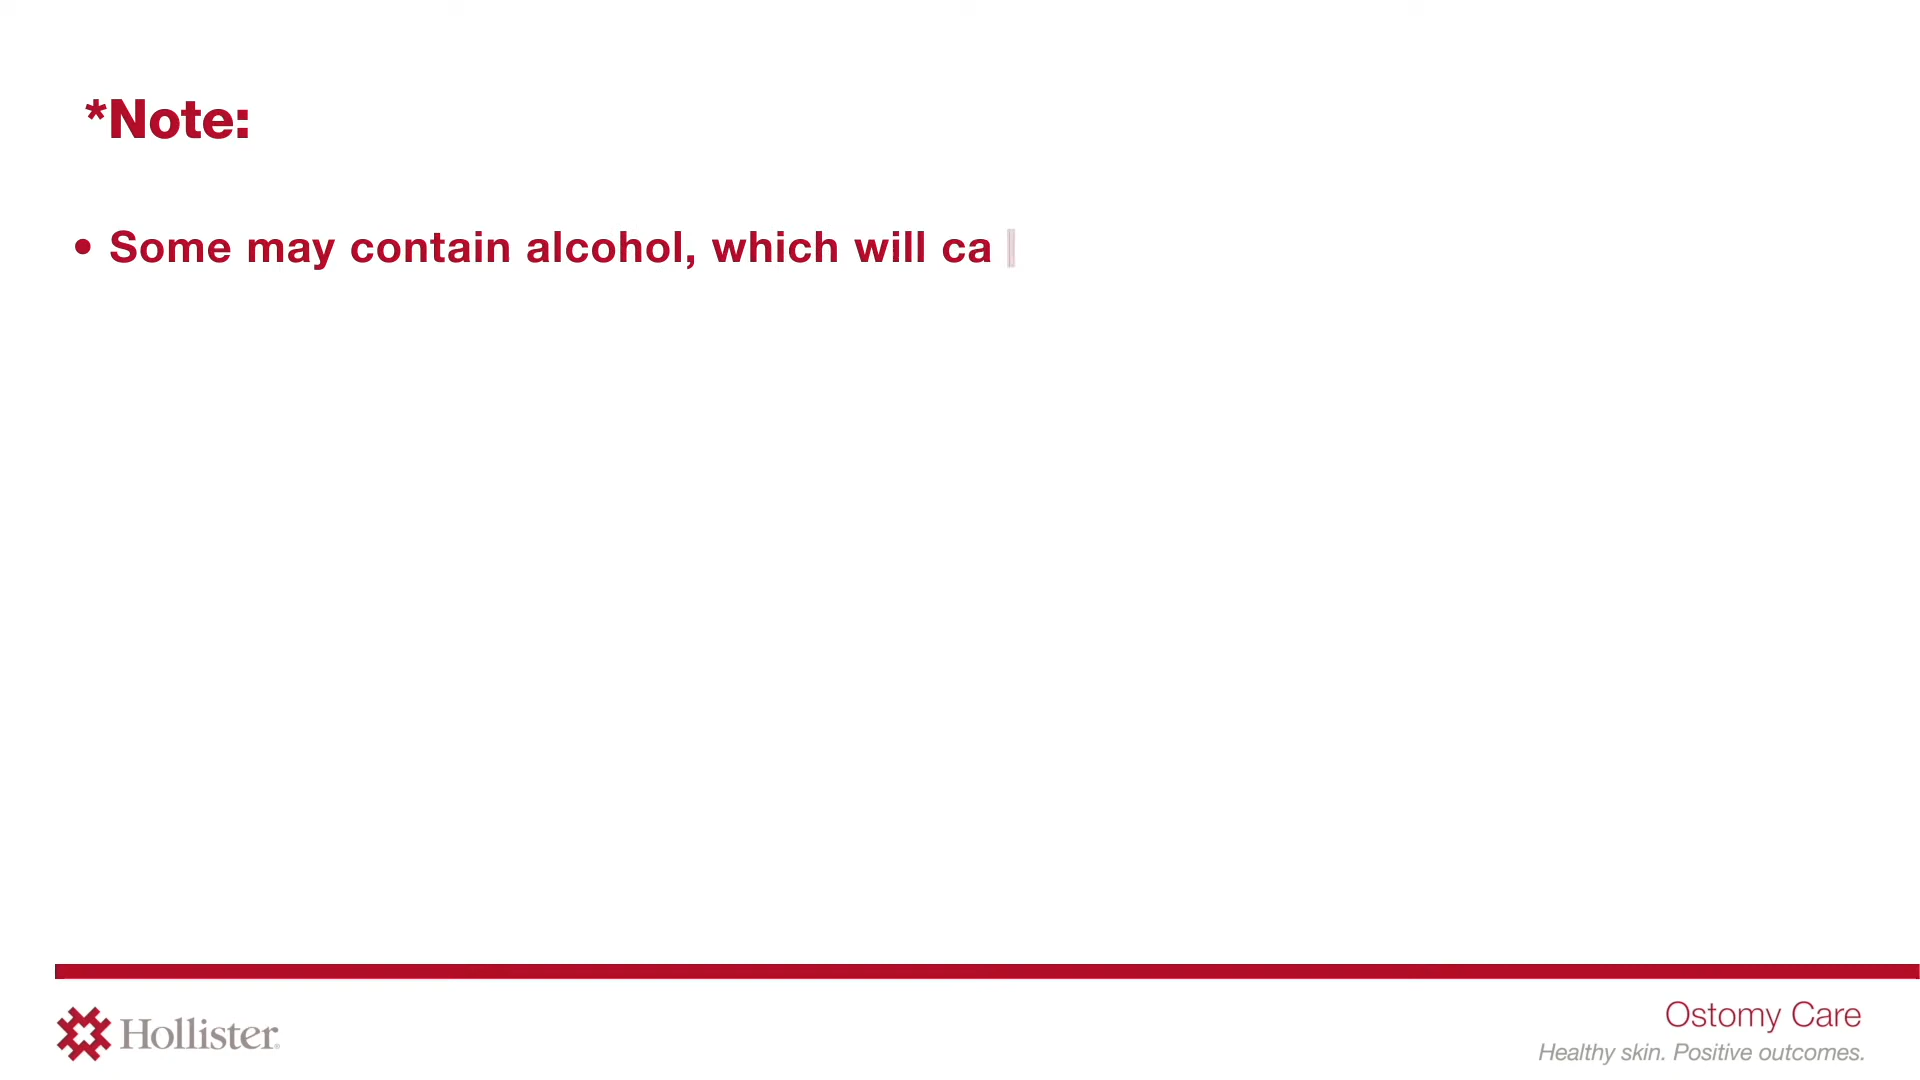 *Note:
• Some may contain alcohol, which will ca
Hollister
Ostomy Care
Healthy skin. Positive outcomes.